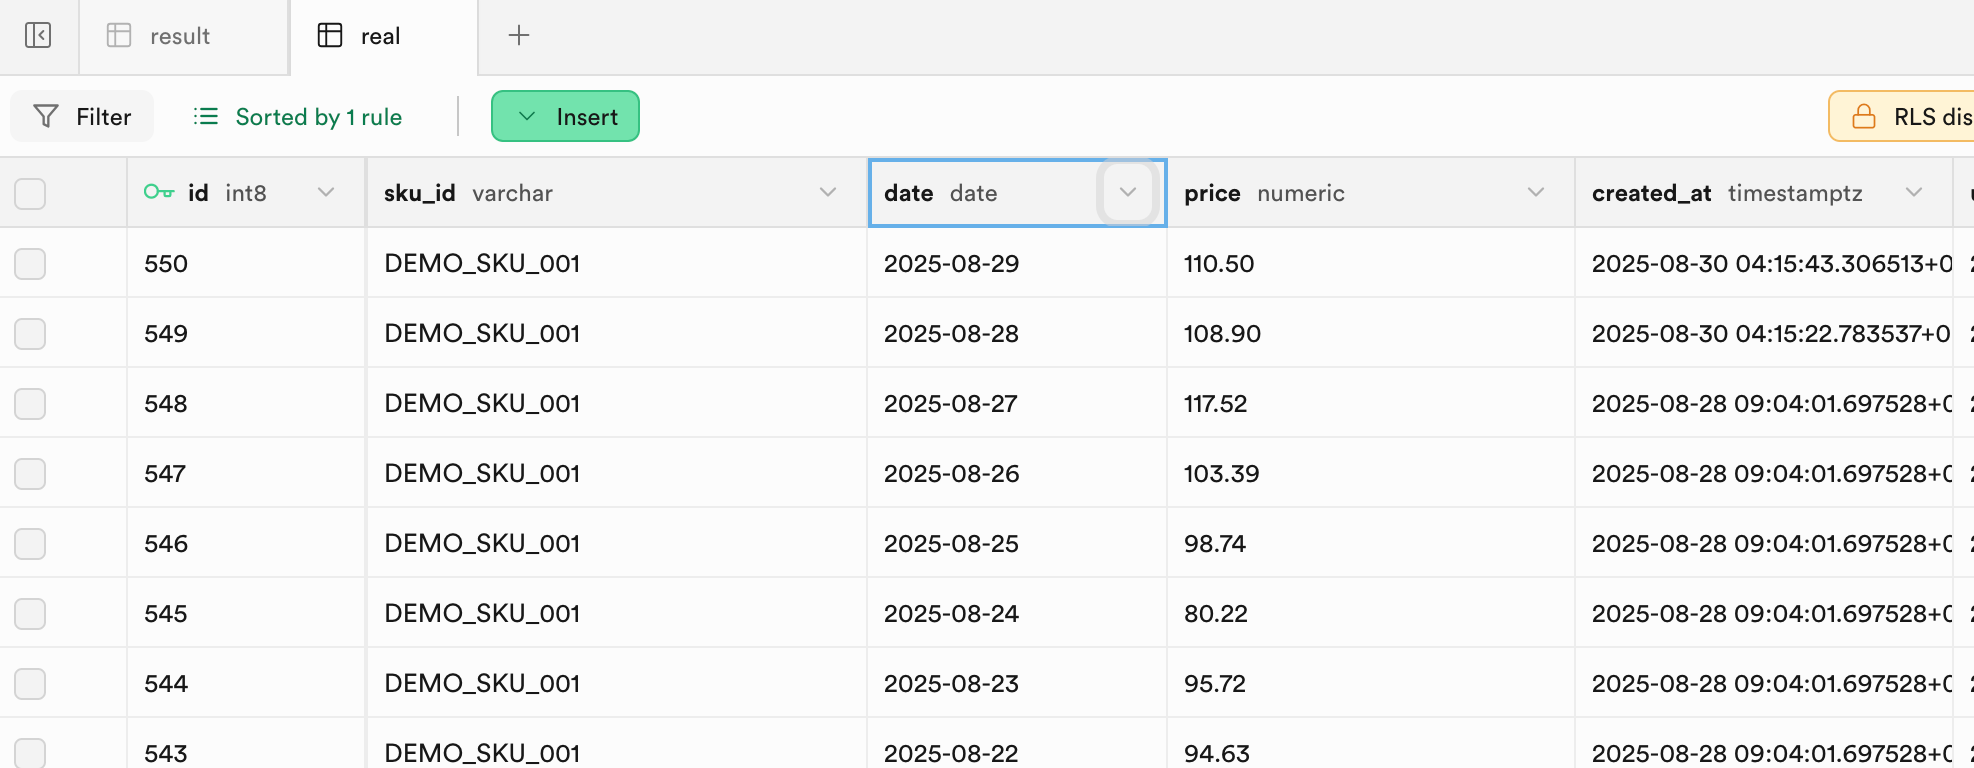 result real
Filter Sorted by 1 rule Insert RLS dis
id int8 sku_id varchar date date price numeric created_at timestamptz
550 DEMO_SKU_001 2025-08-29 110.50 2025-08-30 04:15:43.306513+0
549 DEMO_SKU_001 2025-08-28 108.90 2025-08-30 04:15:22.783537+0
548 DEMO_SKU_001 2025-08-27 117.52 2025-08-28 09:04:01.697528+0
547 DEMO_SKU_001 2025-08-26 103.39 2025-08-28 09:04:01.697528+0
546 DEMO_SKU_001 2025-08-25 98.74 2025-08-28 09:04:01.697528+0
545 DEMO_SKU_001 2025-08-24 80.22 2025-08-28 09:04:01.697528+0
544 DEMO_SKU_001 2025-08-23 95.72 2025-08-28 09:04:01.697528+0
543 DEMO_SKU_001 2025-08-22 94.63 2025-08-28 09:04:01.697528+0